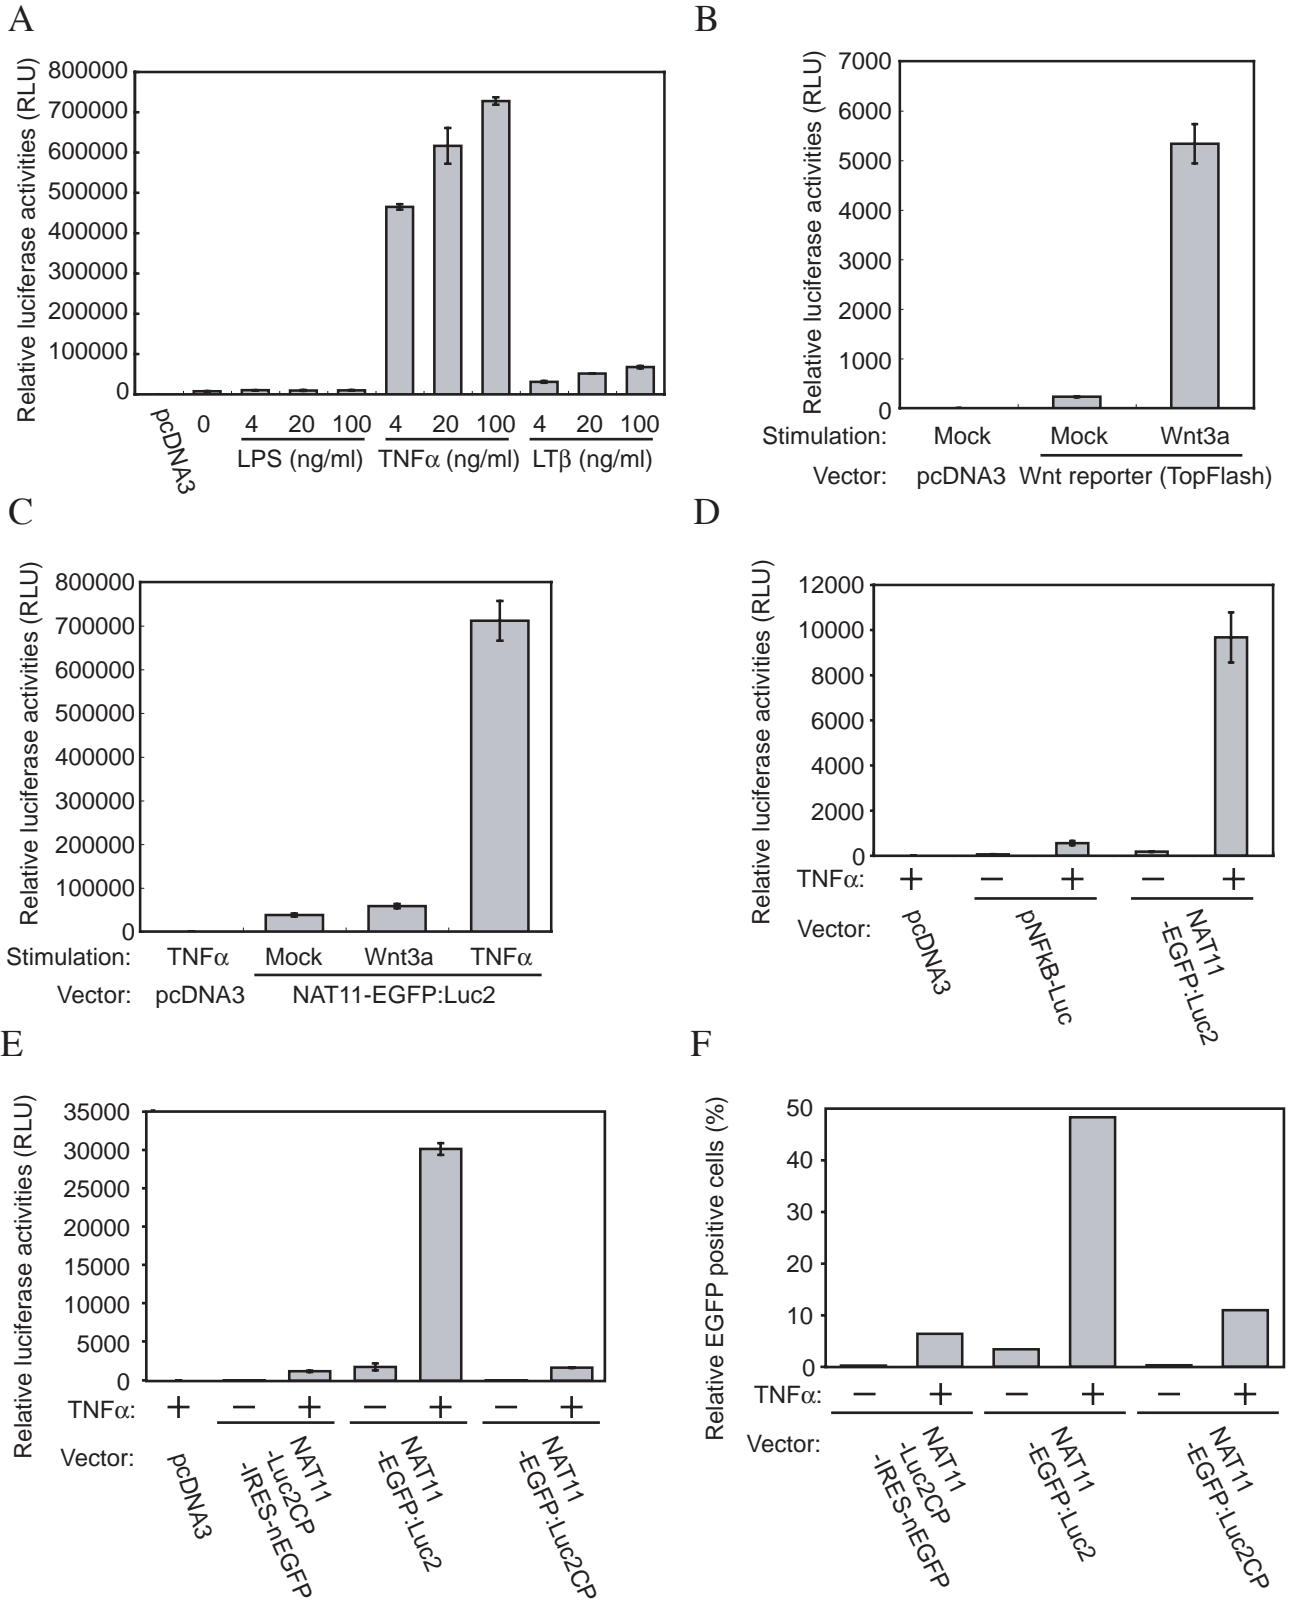 A
Relative luciferase activities (RLU)
800000
700000
600000
500000
400000
300000
200000
100000
0
pcDNA3
0 4 20 100 4 20 100 4 20 100
LPS (ng/ml) TNFα (ng/ml) LTβ (ng/ml)
B
Relative luciferase activities (RLU)
7000
6000
5000
4000
3000
2000
1000
0
Stimulation: Mock Mock Wnt3a
Vector: pcDNA3 Wnt reporter (TopFlash)
C
Relative luciferase activities (RLU)
800000
700000
600000
500000
400000
300000
200000
100000
0
Stimulation: TNFα Mock Wnt3a TNFα
Vector: pcDNA3 NAT11-EGFP:Luc2
D
Relative luciferase activities (RLU)
12000
10000
8000
6000
4000
2000
0
TNFα: + − + − +
Vector:
pcDNA3
pNFkB-Luc
NAT11
-EGFP:Luc2
E
Relative luciferase activities (RLU)
35000
30000
25000
20000
15000
10000
5000
0
TNFα: + − + − + − +
Vector:
pcDNA3
NAT11
-Luc2CP
-IRES-nEGFP
NAT11
-EGFP:Luc2
NAT11
-EGFP:Luc2CP
F
Relative EGFP positive cells (%)
50
40
30
20
10
0
TNFα: − + − + − +
Vector:
NAT11
-Luc2CP
-IRES-nEGFP
NAT11
-EGFP:Luc2
NAT11
-EGFP:Luc2CP